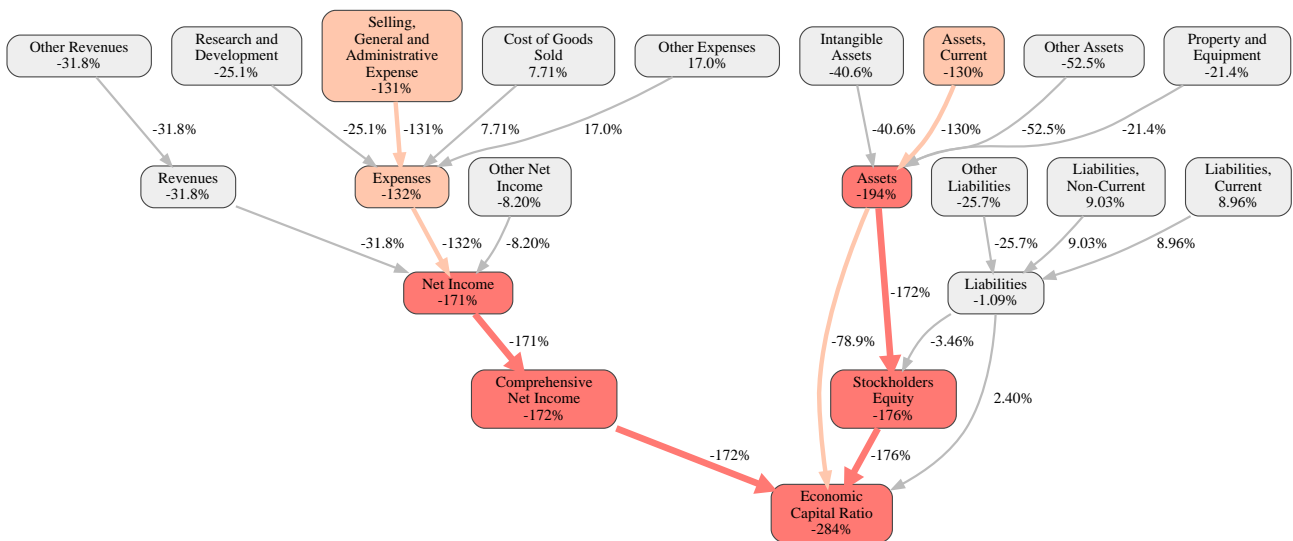 Other Revenues
-31.8%
Research and
Development
-25.1%
Selling,
General and
Administrative
Expense
-131%
Cost of Goods
Sold
7.71%
Other Expenses
17.0%
Intangible
Assets
-40.6%
Assets,
Current
-130%
Other Assets
-52.5%
Property and
Equipment
-21.4%
-31.8%
-25.1%
-131%
7.71%
17.0%
-40.6%
-130%
-52.5%
-21.4%
Revenues
-31.8%
Expenses
-132%
Other Net
Income
-8.20%
Assets
-194%
Other
Liabilities
-25.7%
Liabilities,
Non-Current
9.03%
Liabilities,
Current
8.96%
-31.8%
-132%
-8.20%
-25.7%
9.03%
8.96%
Net Income
-171%
-172%
Liabilities
-1.09%
-171%
-78.9%
-3.46%
Comprehensive
Net Income
-172%
Stockholders
Equity
-176%
2.40%
-172%
-176%
Economic
Capital Ratio
-284%